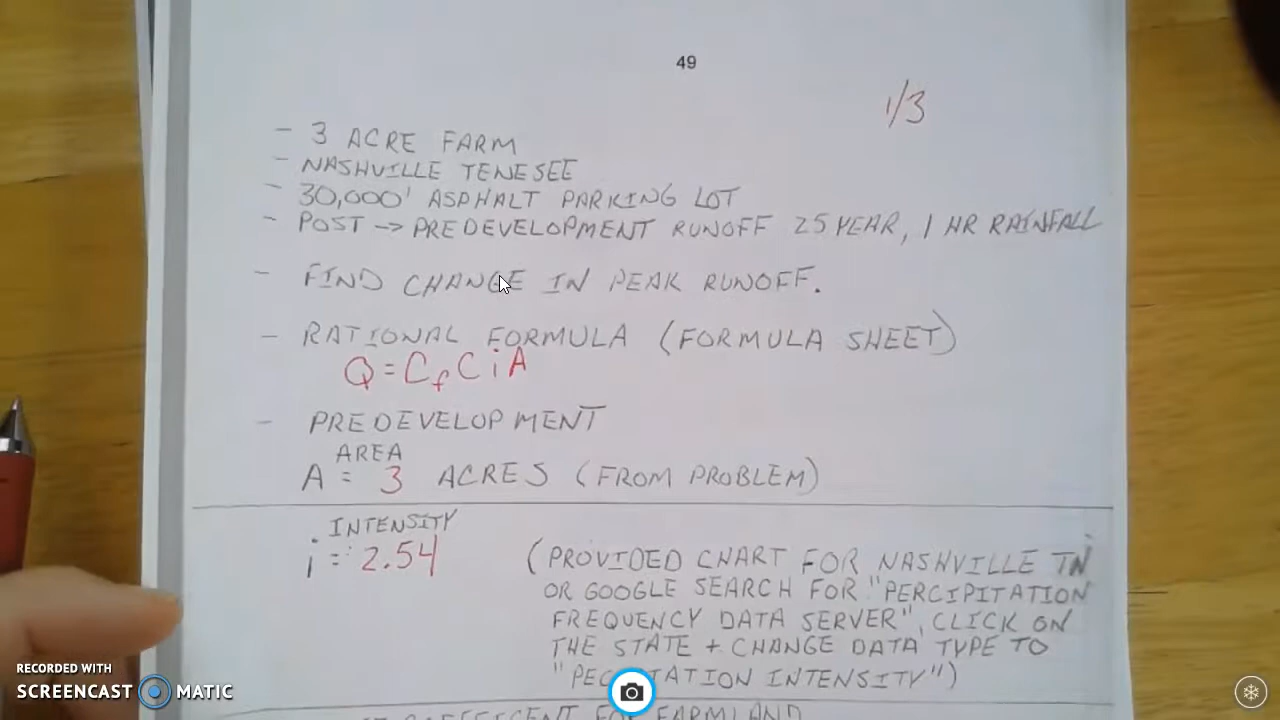 49
1/3
- 3 ACRE FARM
- NASHVILLE TENESEE
- 30,000' ASPHALT PARKING LOT
- POST -> PREDEVELOPMENT RUNOFF 25 YEAR, 1 HR RAINFALL
- FIND CHANGE IN PEAK RUNOFF.
- RATIONAL FORMULA (FORMULA SHEET)
Q = CfCiA
- PREDEVELOPMENT
AREA
A = 3 ACRES (FROM PROBLEM)
INTENSITY
i = 2.54 (PROVIDED CHART FOR NASHVILLE TN
OR GOOGLE SEARCH FOR "PERCIPITATION
FREQUENCY DATA SERVER", CLICK ON
THE STATE + CHANGE DATA TYPE TO
INTENSITY")
FOR FARMLAND
RECORDED WITH
SCREENCAST MATIC